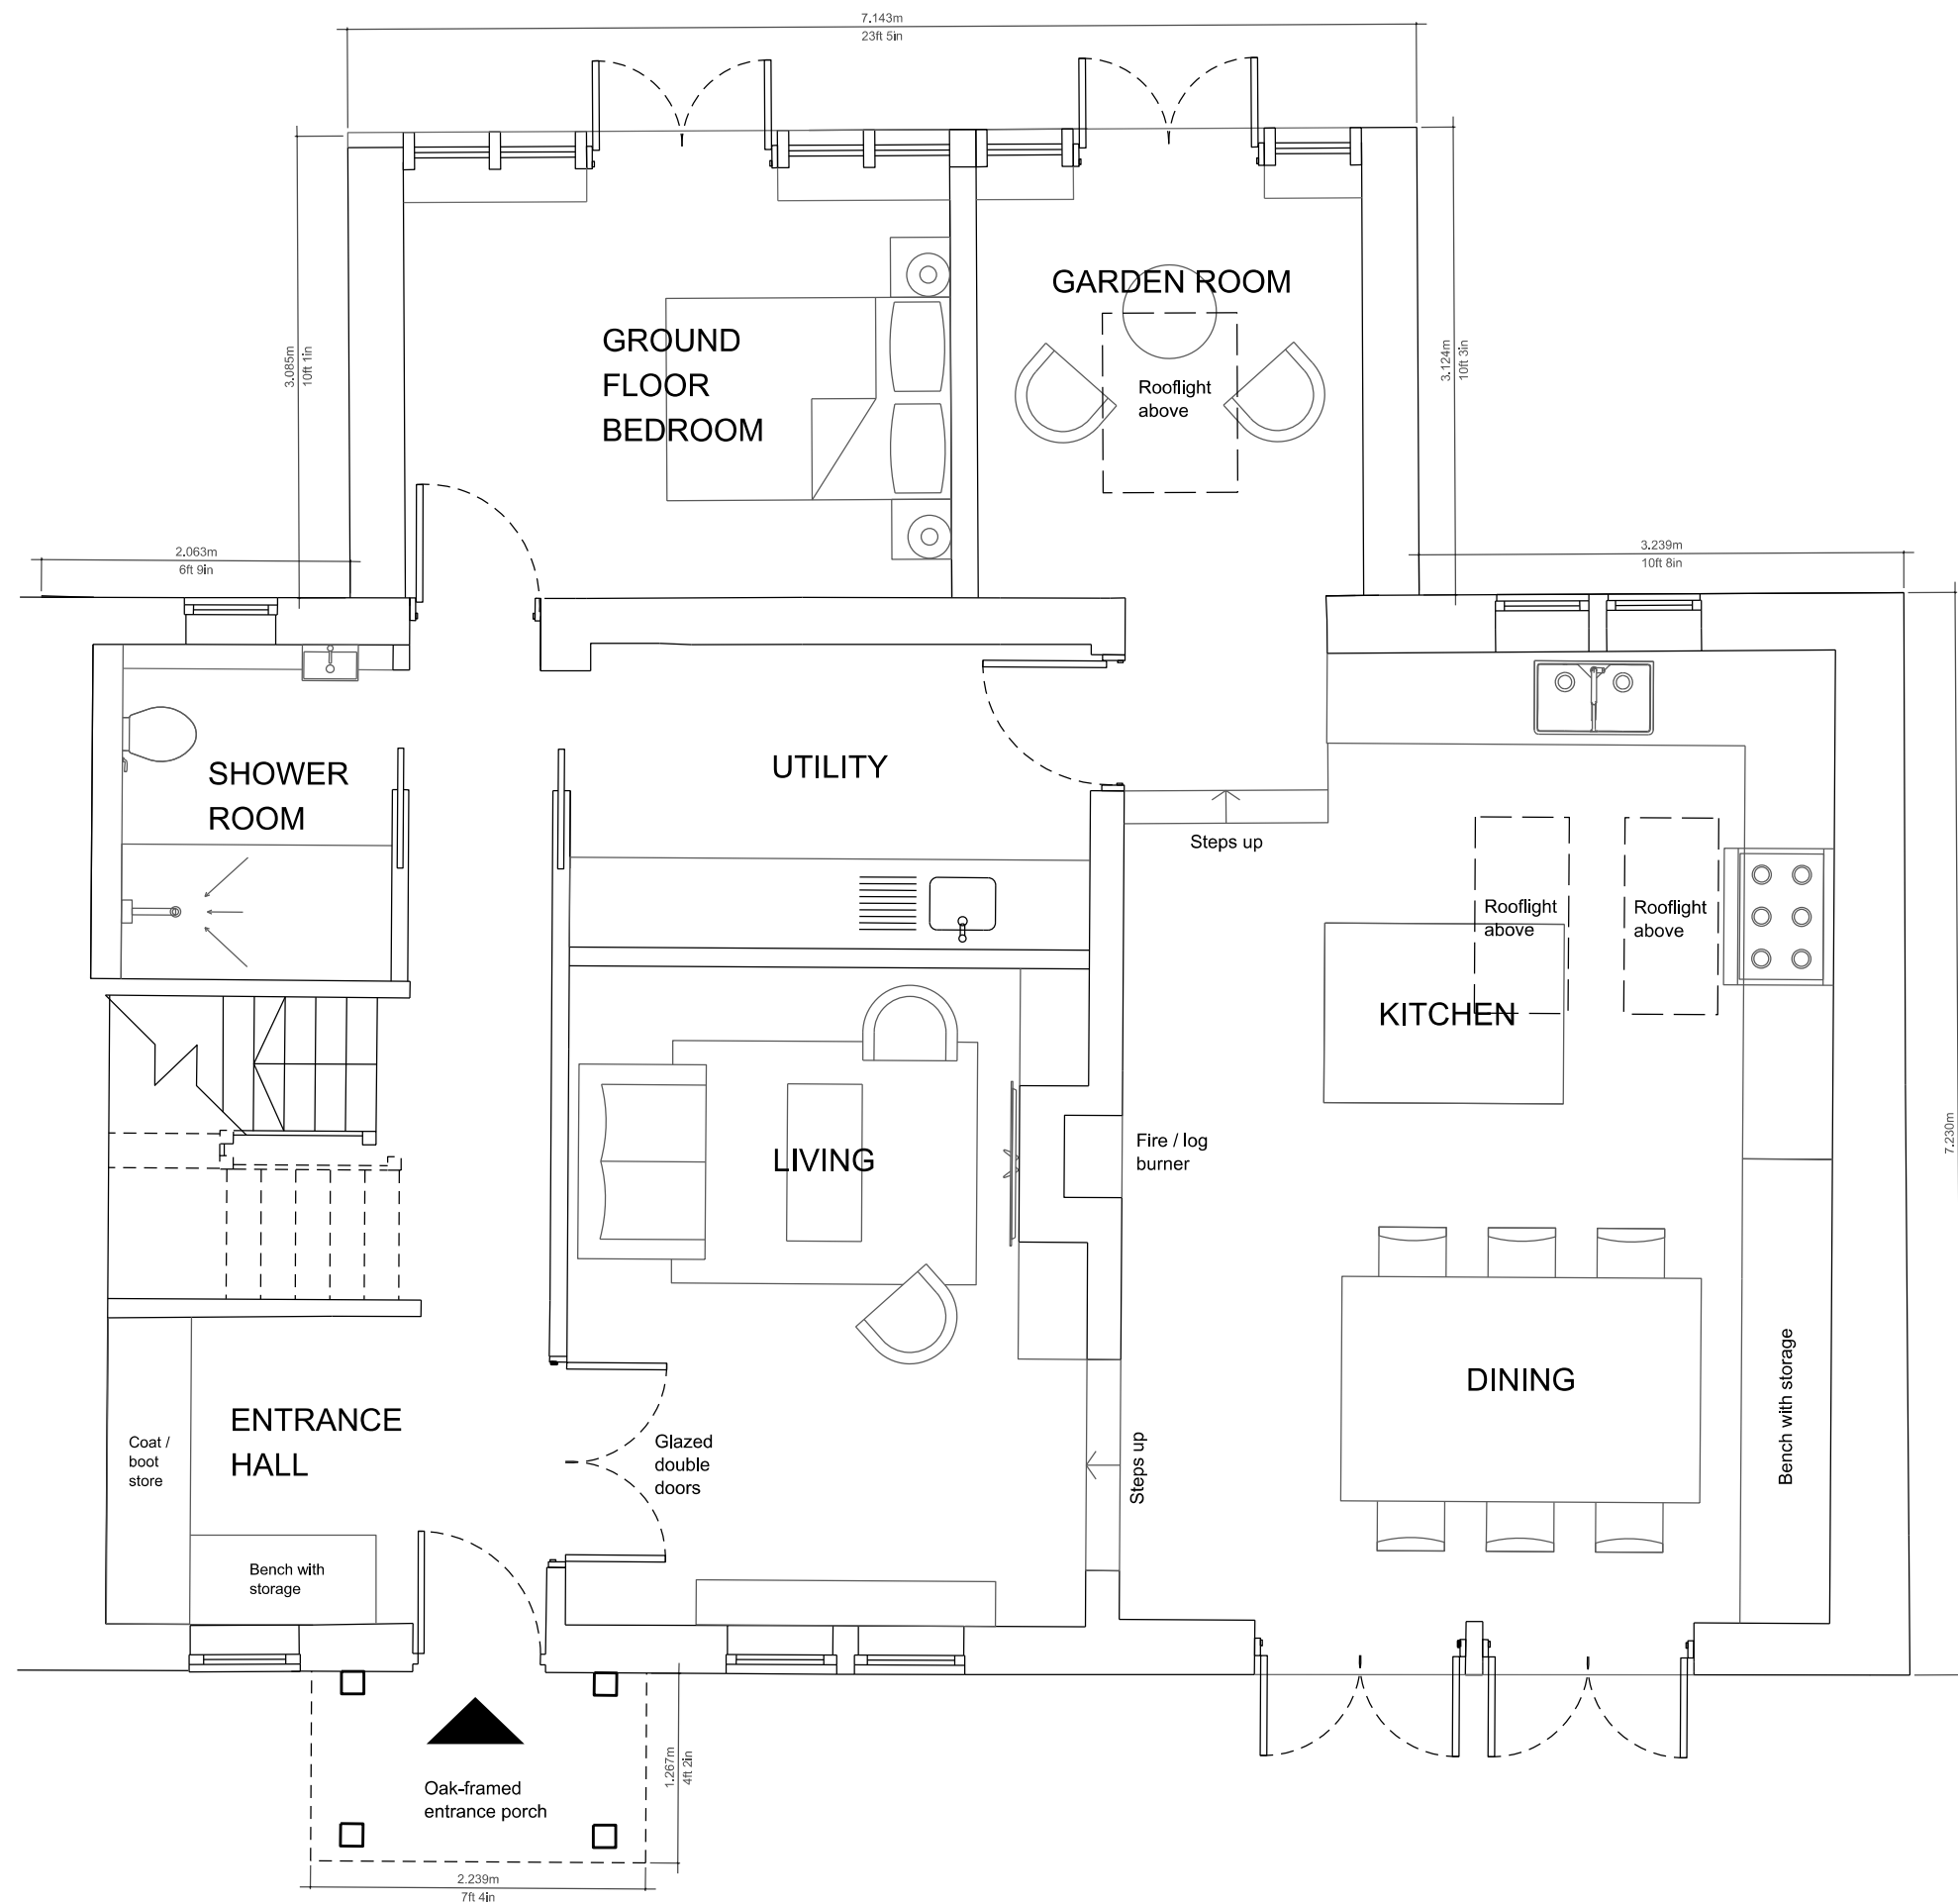 7.143m
23ft 5in
GARDEN ROOM
GROUND
FLOOR
BEDROOM
3.085m
10ft 1in
3.124m
10ft 3in
Rooflight
above
2.063m
6ft 9in
3.239m
10ft 8in
SHOWER
ROOM
UTILITY
Steps up
Rooflight
above
Rooflight
above
KITCHEN
LIVING
Fire / log
burner
7.230m
DINING
Bench with storage
ENTRANCE
HALL
Coat /
boot
store
Glazed
double
doors
Steps up
Bench with
storage
Oak-framed
entrance porch
1.267m
4ft 2in
2.239m
7ft 4in